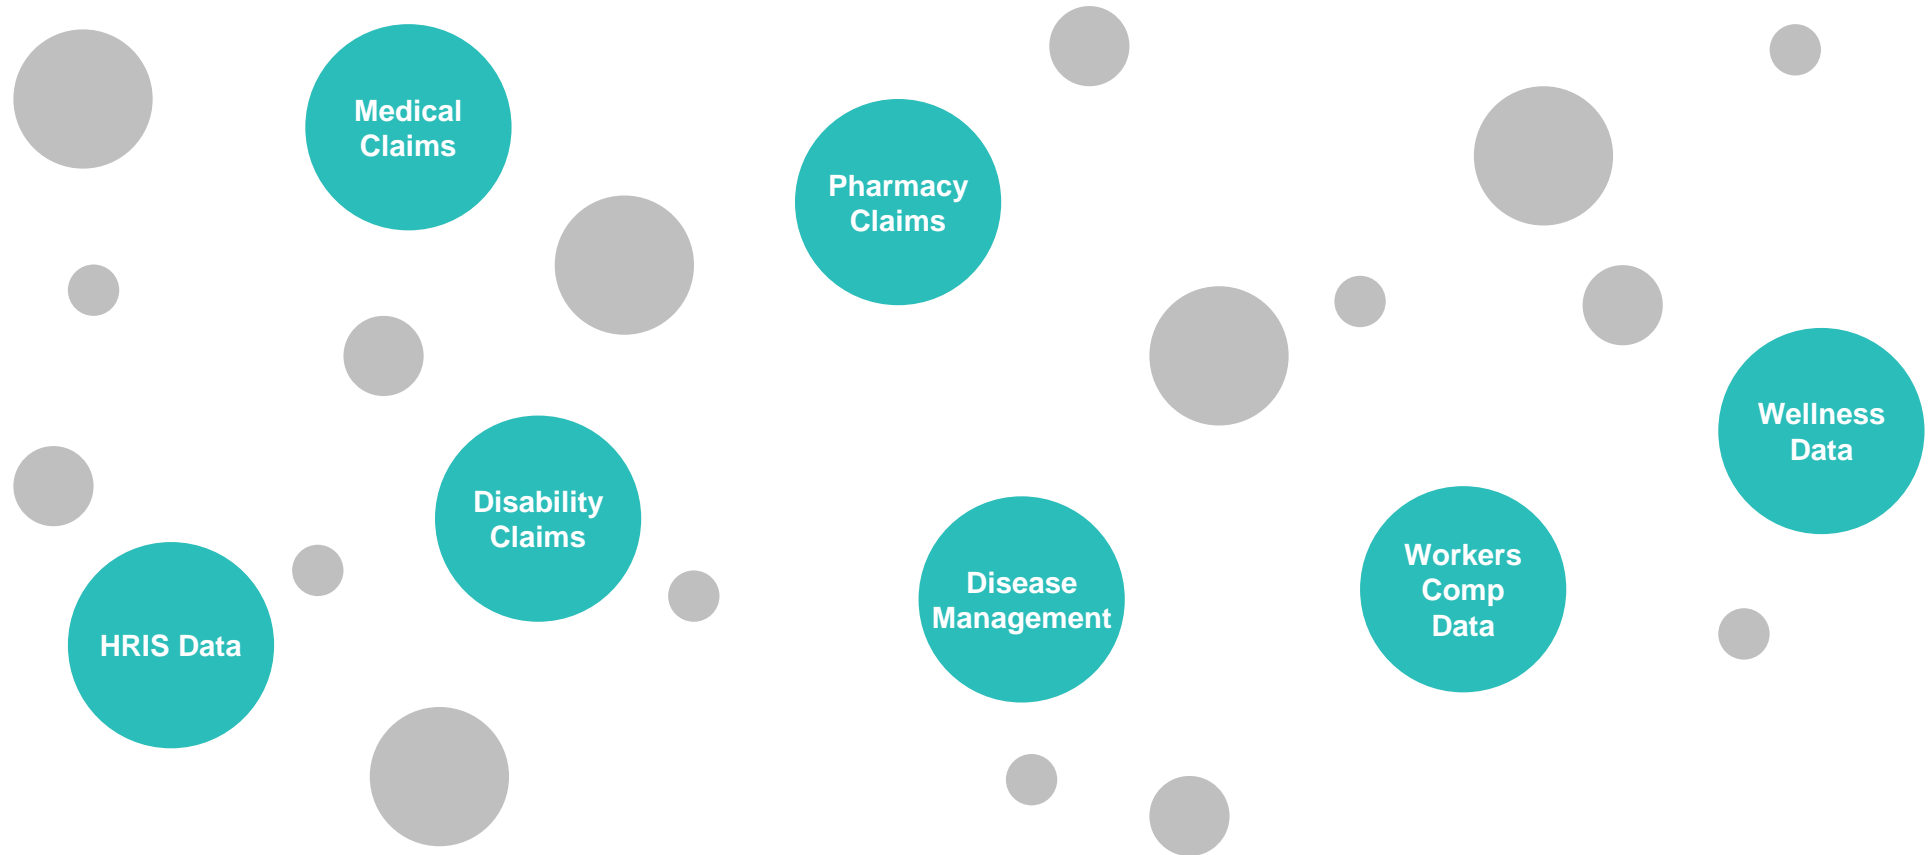 Medical
Claims
Pharmacy
Claims
Wellness
Data
Disability
Claims
Disease
Management
Workers
Comp
Data
HRIS Data